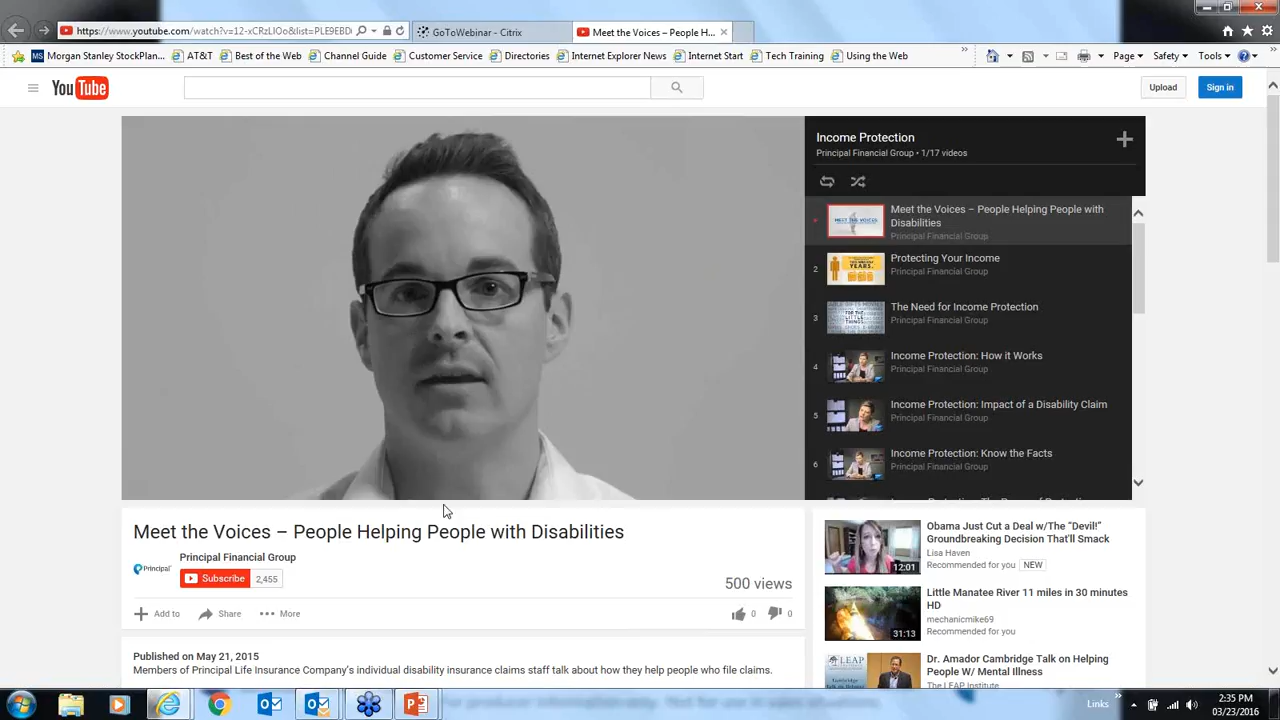 https://www.youtube.com/watch?v=12-xCRzLIOo&list=PLE9EBD
GoToWebinar - Citrix
Meet the Voices – People H...
Morgan Stanley StockPlan...
AT&T
Best of the Web
Channel Guide
Customer Service
Directories
Internet Explorer News
Internet Start
Tech Training
Using the Web
Page
Safety
Tools
YouTube
Upload
Sign in
Income Protection
Principal Financial Group • 1/17 videos
Meet the Voices – People Helping People with
Disabilities
Principal Financial Group
MEET THE VOICES
2
Protecting Your Income
Principal Financial Group
3
The Need for Income Protection
Principal Financial Group
4
Income Protection: How it Works
Principal Financial Group
5
Income Protection: Impact of a Disability Claim
Principal Financial Group
6
Income Protection: Know the Facts
Principal Financial Group
Meet the Voices – People Helping People with Disabilities
Principal
Principal Financial Group
Subscribe 2,455
500 views
Add to
Share
More
0
0
Published on May 21, 2015
Members of Principal Life Insurance Company's individual disability insurance claims staff talk about how they help people who file claims.
Obama Just Cut a Deal w/The "Devil!"
Groundbreaking Decision That'll Smack
Lisa Haven
Recommended for you NEW
12:01
Little Manatee River 11 miles in 30 minutes
HD
mechanicmike69
Recommended for you
31:13
Dr. Amador Cambridge Talk on Helping
People W/ Mental Illness
The LEAP Institute
LEAP
Links
2:35 PM
03/23/2016